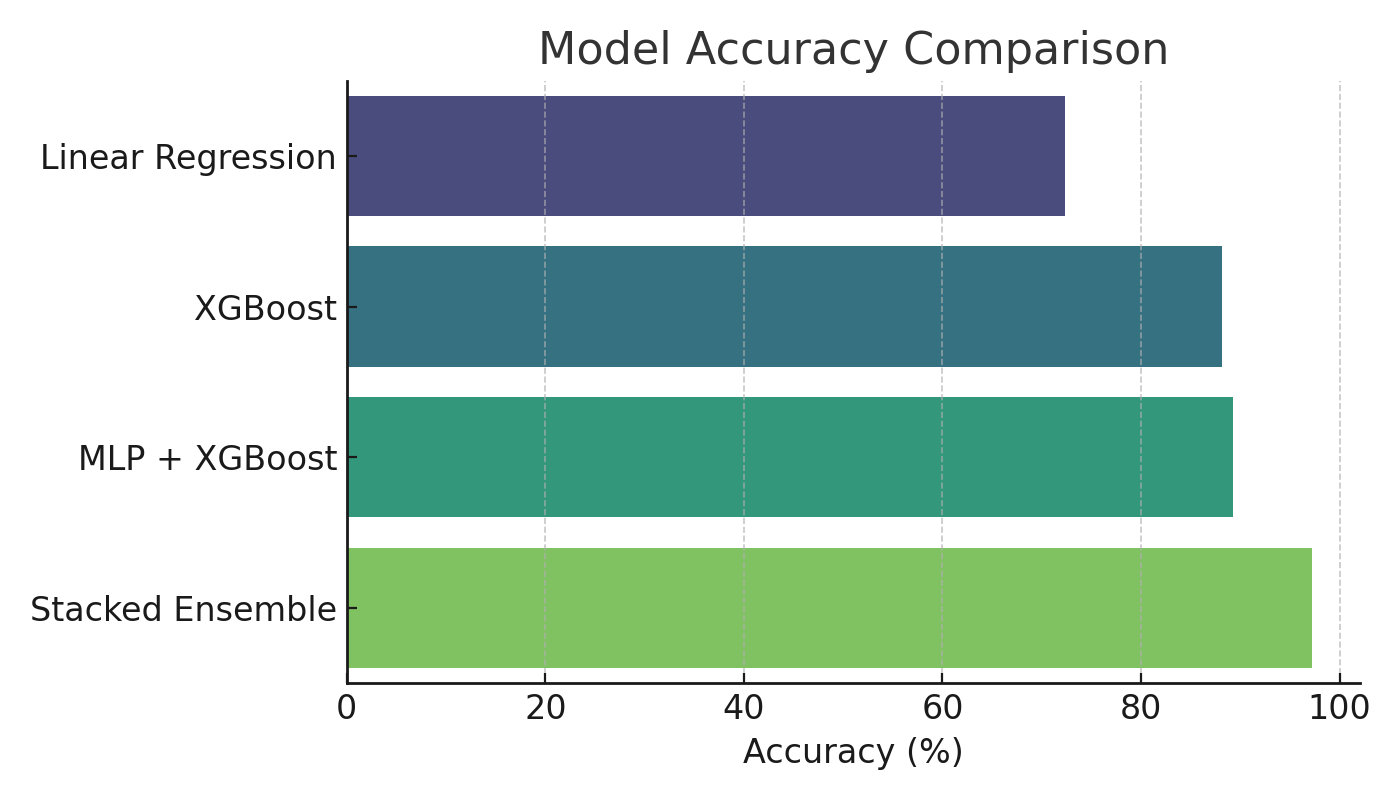 Model Accuracy Comparison
Linear Regression
XGBoost
MLP + XGBoost
Stacked Ensemble
0 20 40 60 80 100
Accuracy (%)